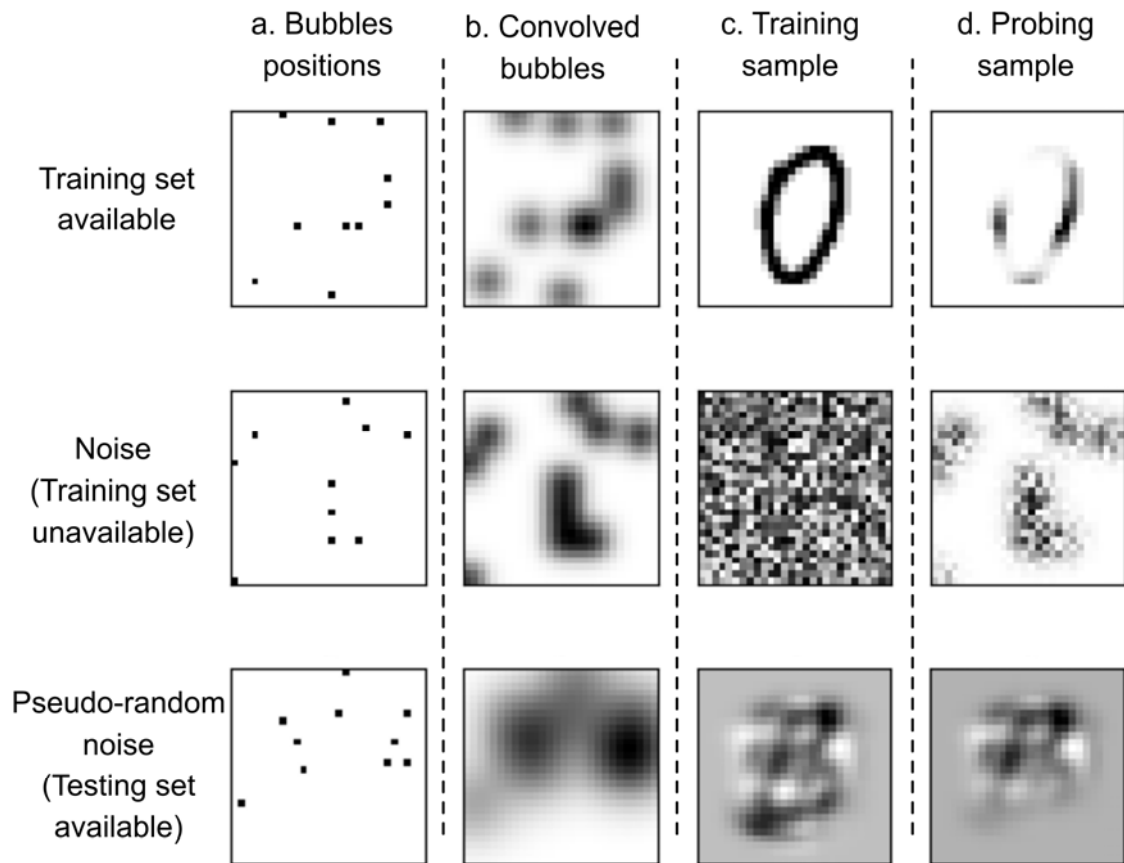 a. Bubbles
positions
b. Convolved
bubbles
c. Training
sample
d. Probing
sample
Training set
available
Noise
(Training set
unavailable)
Pseudo-random
noise
(Testing set
available)